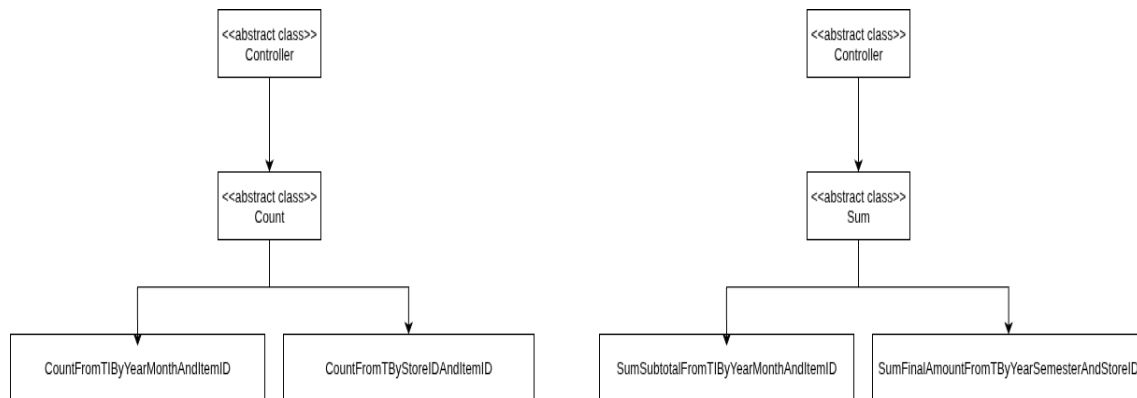 <<abstract class>>
Controller
<<abstract class>>
Count
CountFromTIByYearMonthAndItemID
CountFromTByStoreIDAndItemID
<<abstract class>>
Controller
<<abstract class>>
Sum
SumSubtotalFromTIByYearMonthAndItemID
SumFinalAmountFromTByYearSemesterAndStoreID